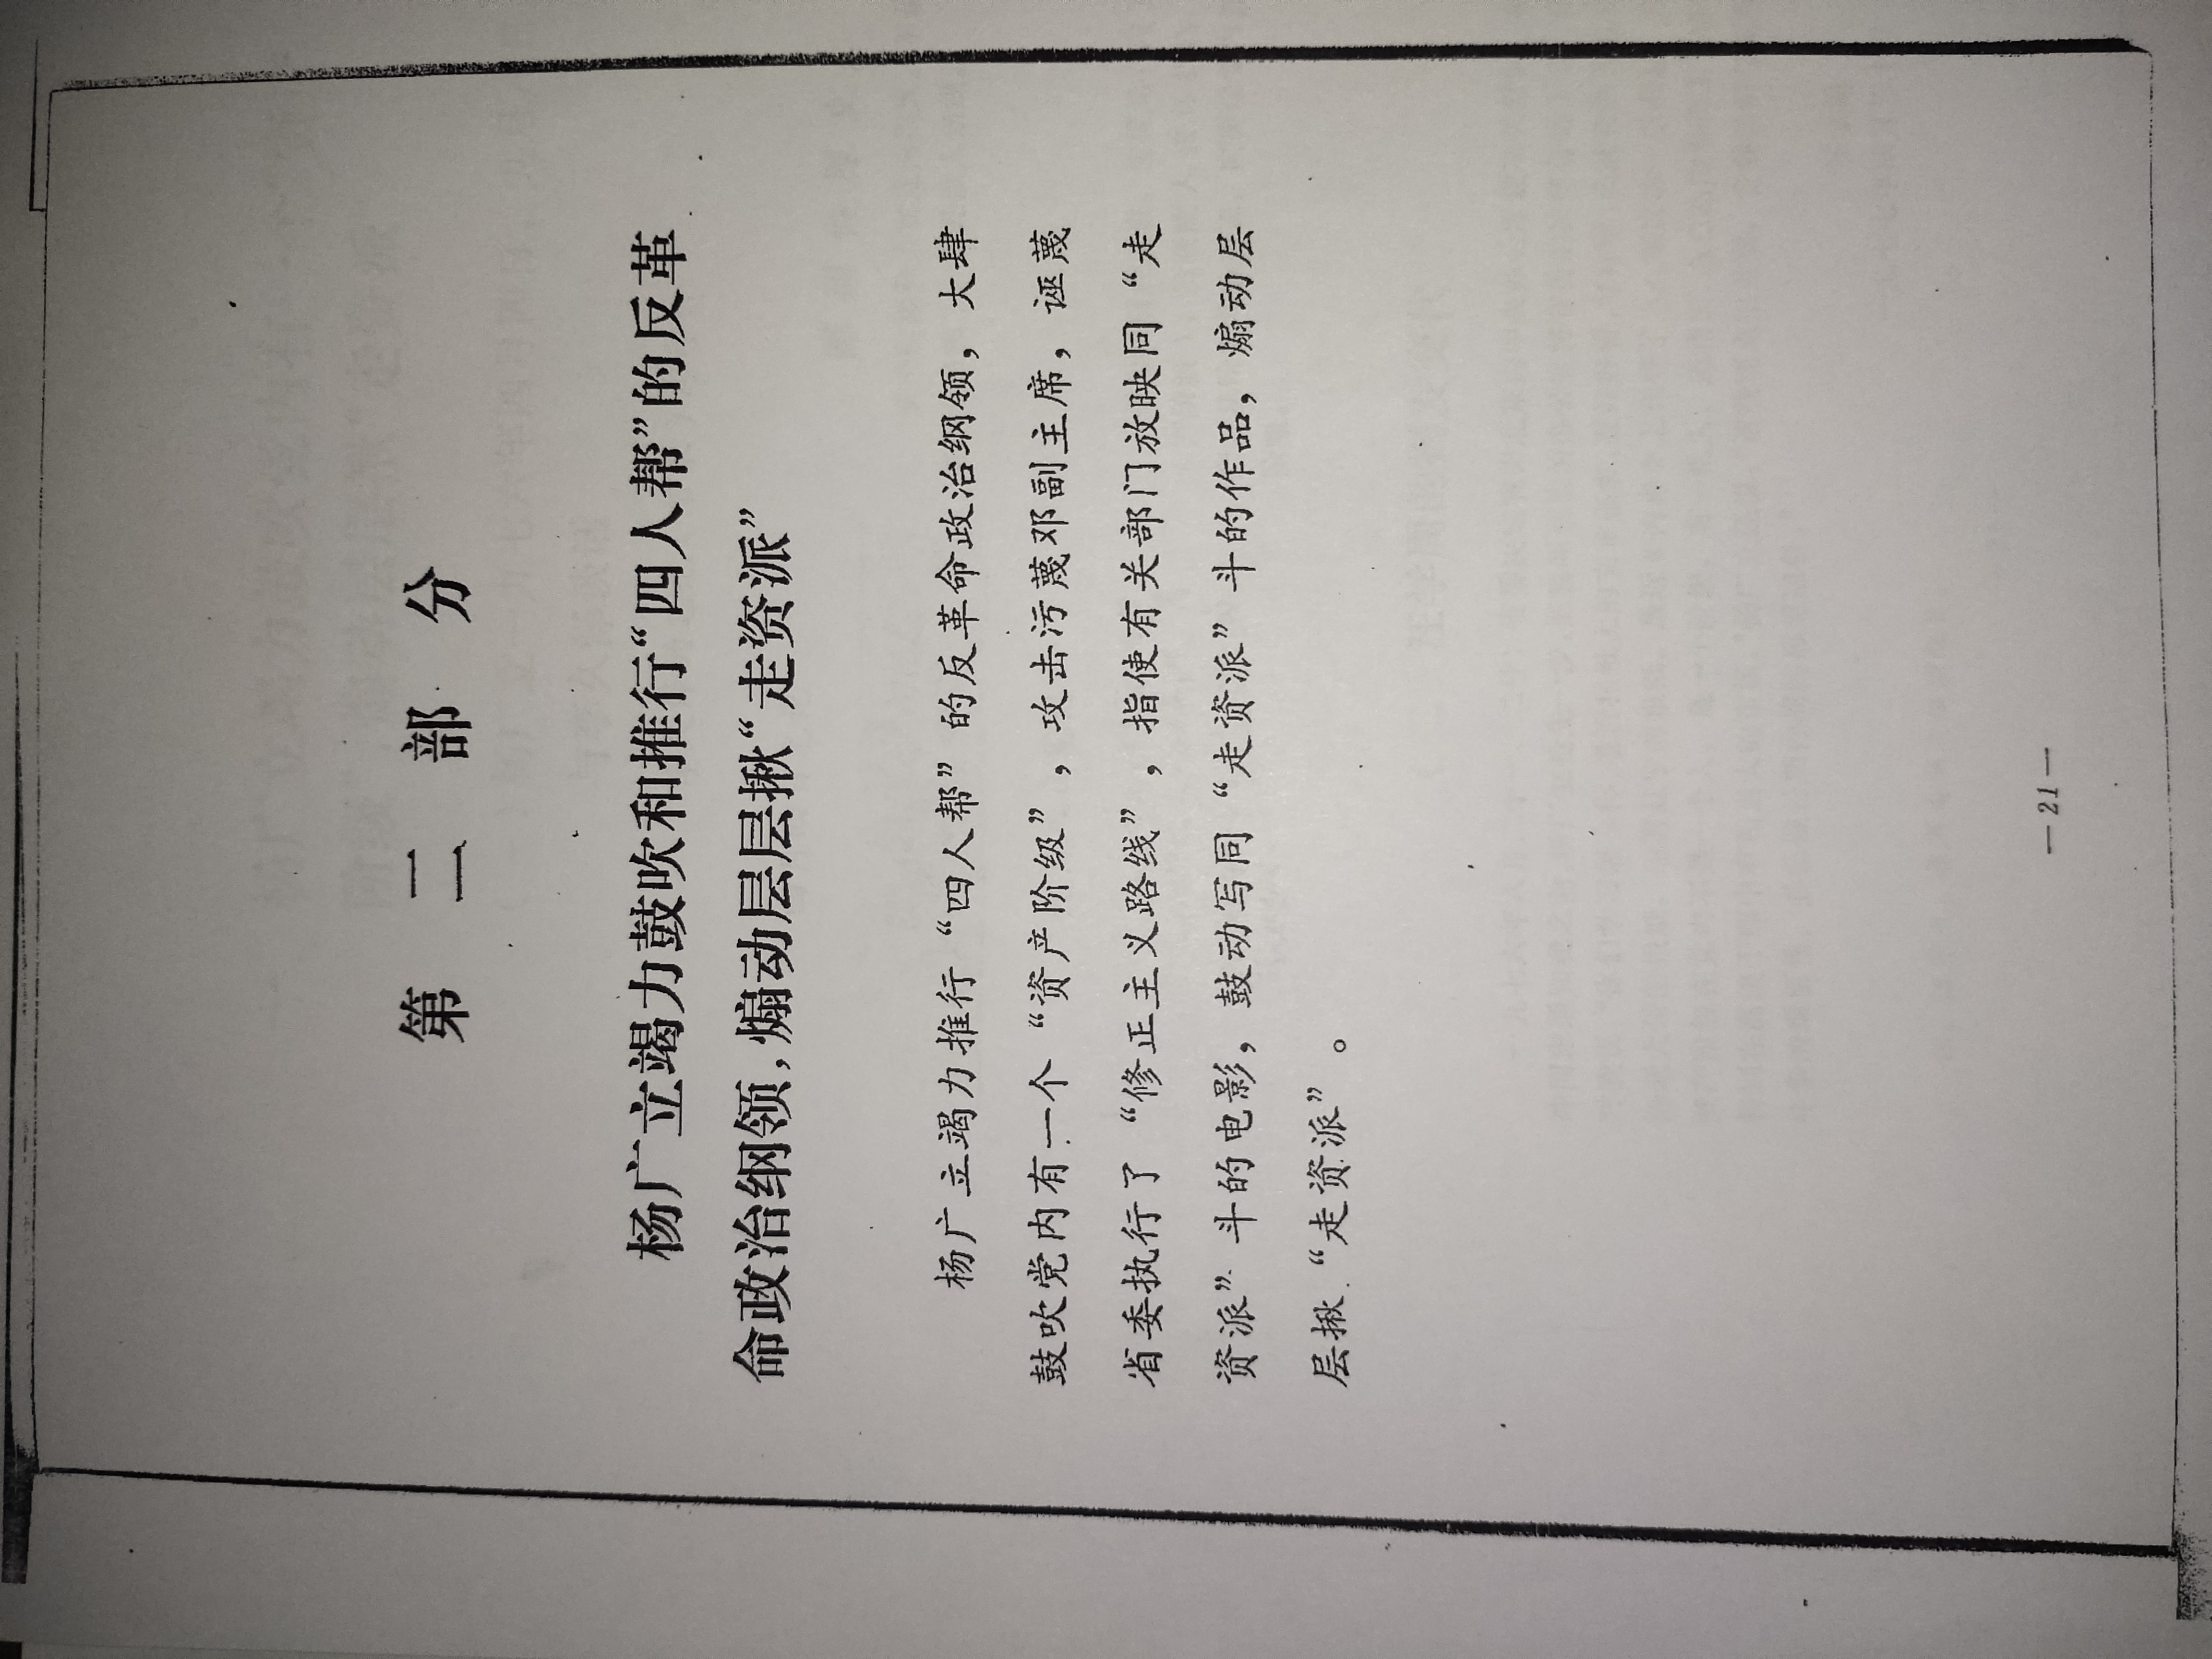 第二部分
杨广立竭力鼓吹和推行“四人帮”的反革
命政治纲领，煽动层层揪“走资派”
杨广立竭力推行“四人帮”的反革命政治纲领，大肆
鼓吹党内有一个“资产阶级”，攻击污蔑邓副主席，诬蔑
省委执行了“修正主义路线”，指使有关部门放映同“走
资派”斗的电影，鼓动写同“走资派”斗的作品，煽动层
层揪“走资派”。
—21—